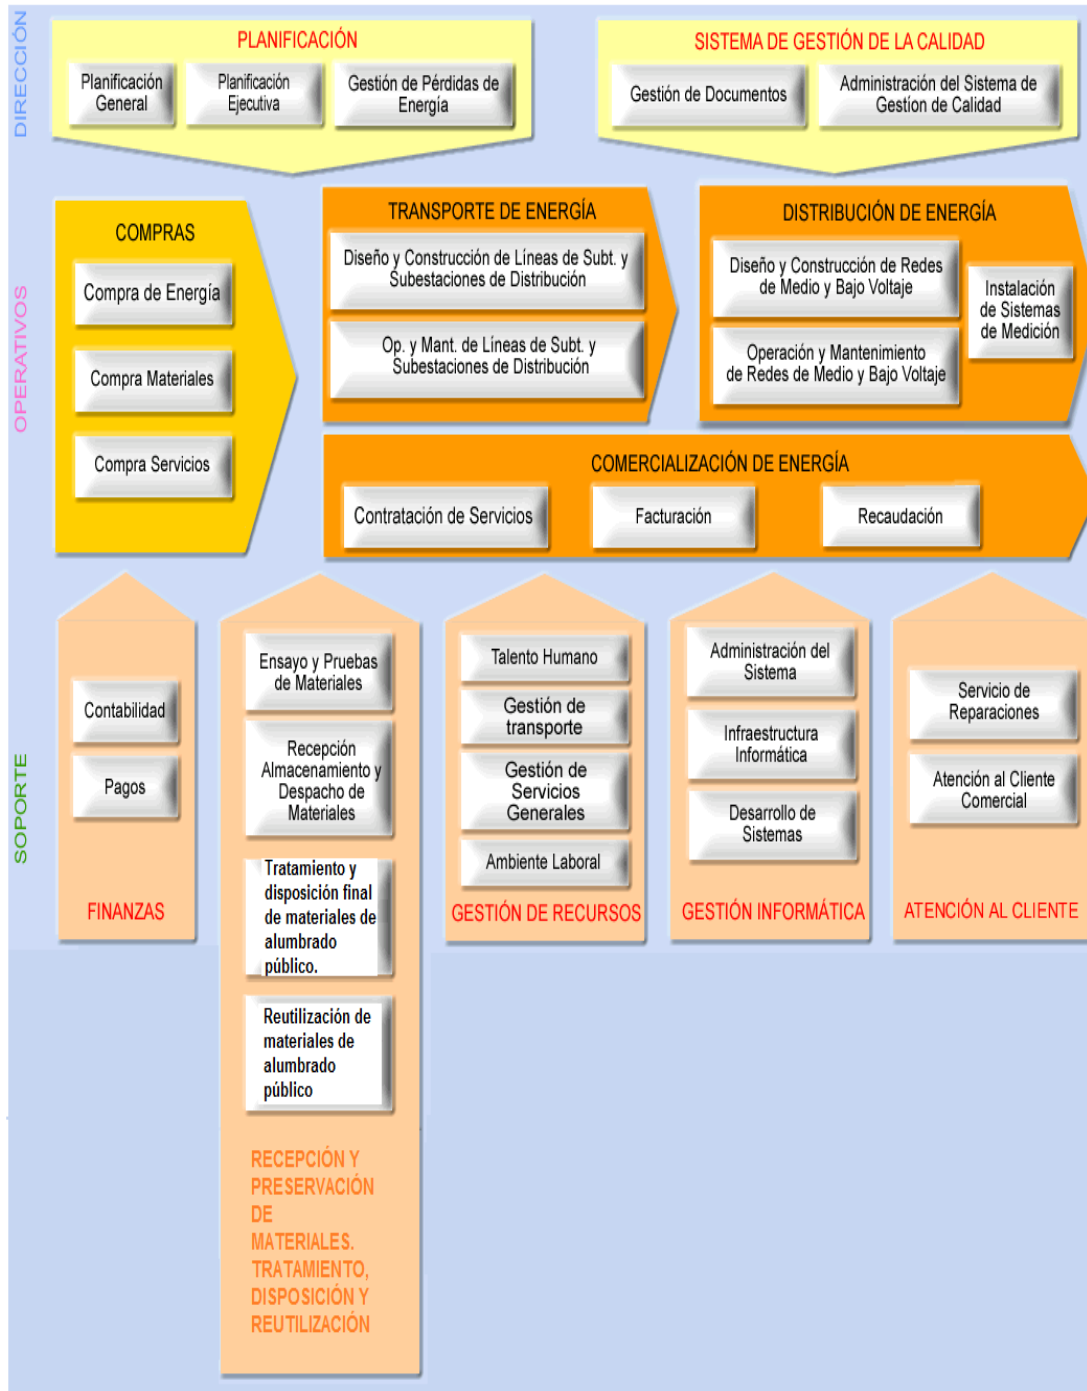 DIRECCIÓN
PLANIFICACIÓN
Planificación
General
Planificación
Ejecutiva
Gestión de Pérdidas de
Energía
SISTEMA DE GESTIÓN DE LA CALIDAD
Gestión de Documentos
Administración del Sistema de
Gestíon de Calidad
OPERATIVOS
COMPRAS
Compra de Energía
Compra Materiales
Compra Servicios
TRANSPORTE DE ENERGÍA
Diseño y Construcción de Líneas de Subt. y
Subestaciones de Distribución
Op. y Mant. de Líneas de Subt. y
Subestaciones de Distribución
DISTRIBUCIÓN DE ENERGÍA
Diseño y Construcción de Redes
de Medio y Bajo Voltaje
Operación y Mantenimiento
de Redes de Medio y Bajo Voltaje
Instalación
de Sistemas
de Medición
COMERCIALIZACIÓN DE ENERGÍA
Contratación de Servicios
Facturación
Recaudación
SOPORTE
Contabilidad
Pagos
FINANZAS
Ensayo y Pruebas
de Materiales
Recepción
Almacenamiento y
Despacho de
Materiales
Tratamiento y
disposición final
de materiales de
alumbrado
público.
Reutilización de
materiales de
alumbrado
público
RECEPCIÓN Y
PRESERVACIÓN
DE
MATERIALES.
TRATAMIENTO,
DISPOSICIÓN Y
REUTILIZACIÓN
Talento Humano
Gestión de
transporte
Gestión de
Servicios
Generales
Ambiente Laboral
GESTIÓN DE RECURSOS
Administración del
Sistema
Infraestructura
Informática
Desarrollo de
Sistemas
GESTIÓN INFORMÁTICA
Servicio de
Reparaciones
Atención al Cliente
Comercial
ATENCIÓN AL CLIENTE